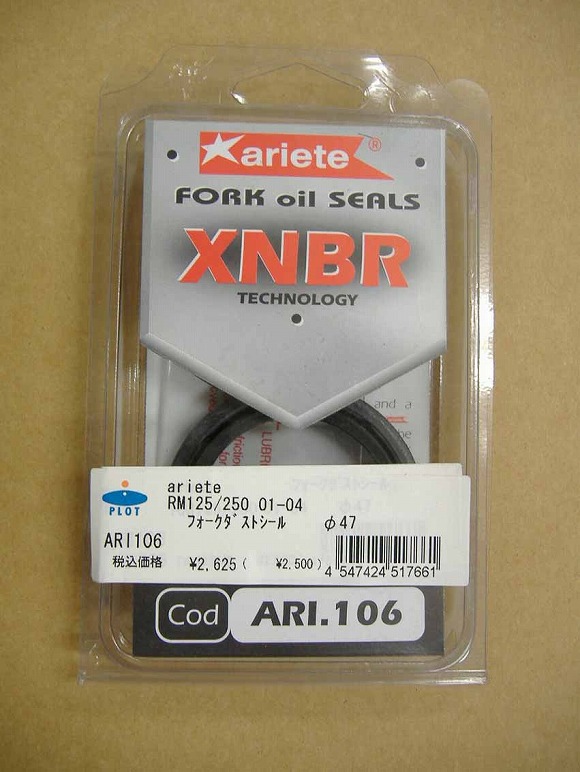 ariete®
FORK oil SEALS
XNBR
TECHNOLOGY
and a
ariete
RM125/250 01-04
フォークダストシール φ47
PLOT
ARI106
税込価格 ¥2,625( ¥2,500)
4 547424 517661
Cod ARI.106